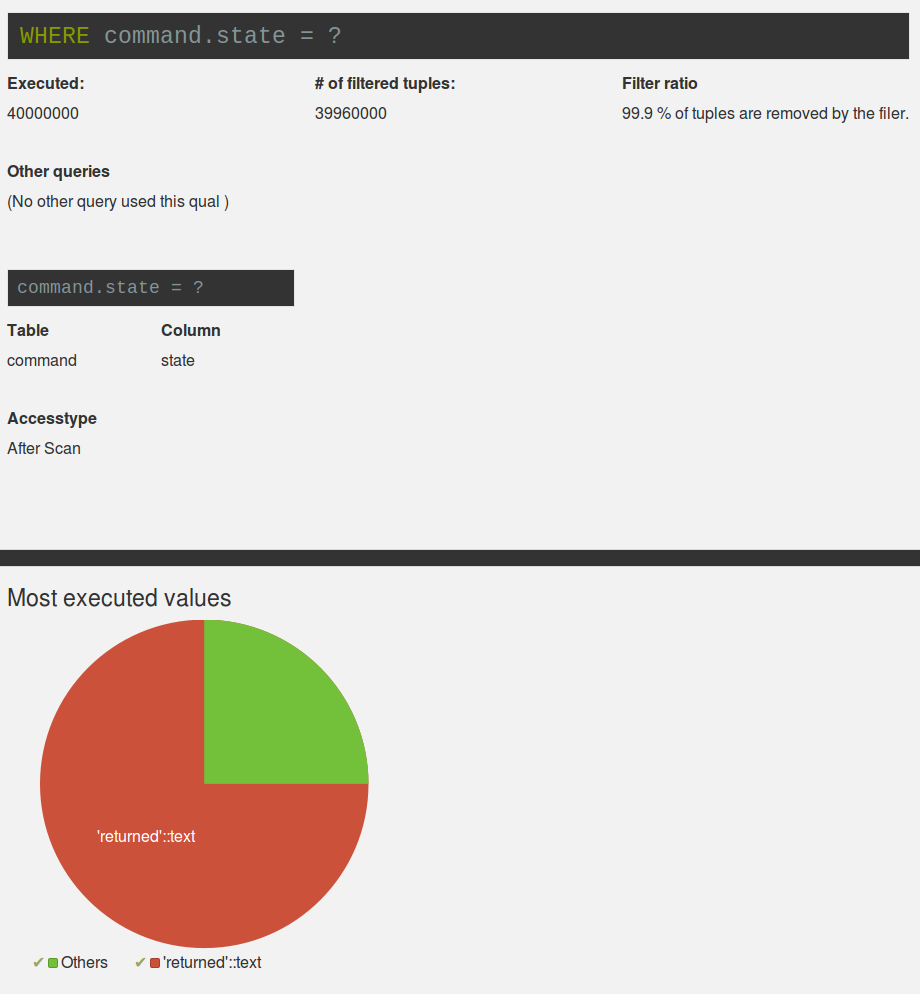 WHERE command.state = ?
Executed: # of filtered tuples: Filter ratio
40000000 39960000 99.9 % of tuples are removed by the filer.
Other queries
(No other query used this qual )
command.state = ?
Table Column
command state
Accesstype
After Scan
Most executed values
'returned'::text
✔ Others ✔ 'returned'::text